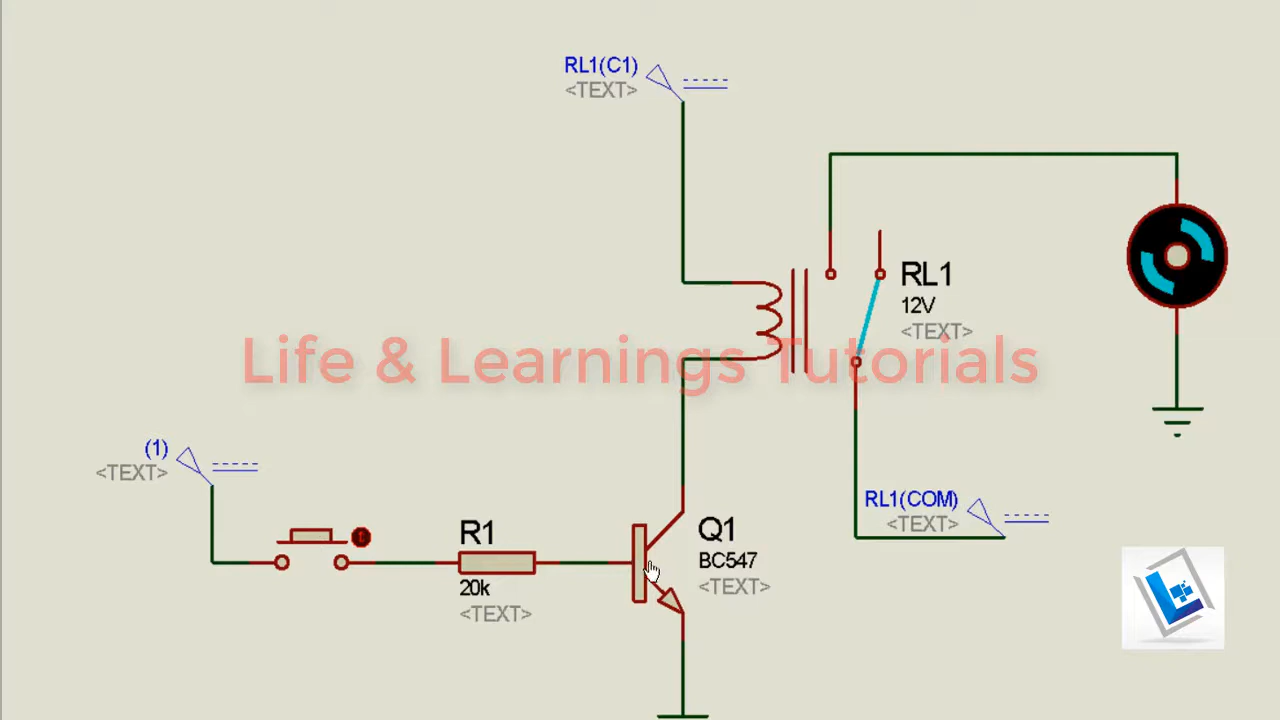 RL1(C1)
<TEXT>
RL1
12V
<TEXT>
Life & Learnings Tutorials
(1)
<TEXT>
RL1(COM)
<TEXT>
R1
20k
<TEXT>
Q1
BC547
<TEXT>